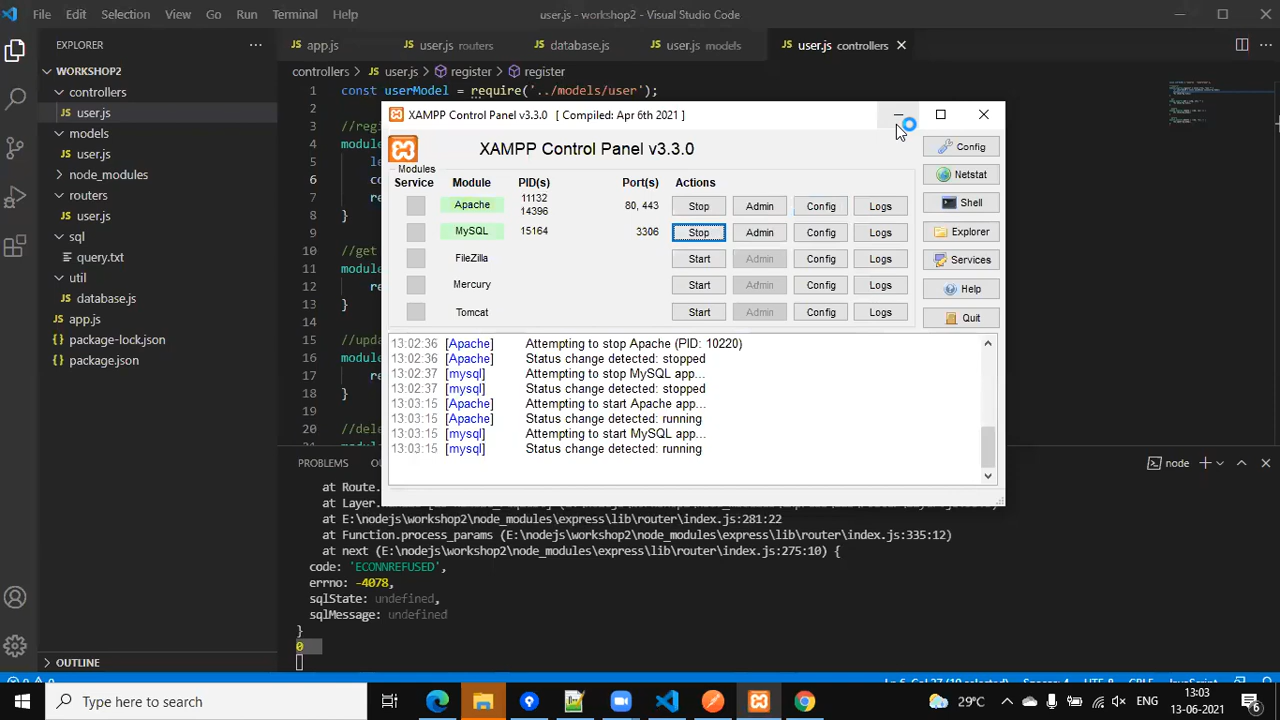 File Edit Selection View Go Run Terminal Help user.js - workshop2 - Visual Studio Code
EXPLORER
app.js user.js routers database.js user.js models user.js controllers
WORKSHOP2
controllers
user.js
models
user.js
node_modules
routers
user.js
sql
query.txt
util
database.js
app.js
package-lock.json
package.json
OUTLINE
controllers > user.js > register > register
1 const userModel = require('../models/user');
2
3 //reg
4 modul
5 le
6 co
7 re
8 }
9
10 //get
11 modul
12 re
13 }
14
15 //upda
16 modul
17 re
18 }
19
20 //dele
XAMPP Control Panel v3.3.0 [ Compiled: Apr 6th 2021 ]
XAMPP Control Panel v3.3.0
Modules
Service Module PID(s) Port(s) Actions
Apache 11132 14396 80, 443 Stop Admin Config Logs
MySQL 15164 3306 Stop Admin Config Logs
FileZilla Start Admin Config Logs
Mercury Start Admin Config Logs
Tomcat Start Admin Config Logs
Config
Netstat
Shell
Explorer
Services
Help
Quit
13:02:36 [Apache] Attempting to stop Apache (PID: 10220)
13:02:36 [Apache] Status change detected: stopped
13:02:37 [mysql] Attempting to stop MySQL app...
13:02:37 [mysql] Status change detected: stopped
13:03:15 [Apache] Attempting to start Apache app...
13:03:15 [Apache] Status change detected: running
13:03:15 [mysql] Attempting to start MySQL app...
13:03:15 [mysql] Status change detected: running
PROBLEMS OU node
at Route.
at Layer.
at E:\nodejs\workshop2\node_modules\express\lib\router\index.js:281:22
at Function.process_params (E:\nodejs\workshop2\node_modules\express\lib\router\index.js:335:12)
at next (E:\nodejs\workshop2\node_modules\express\lib\router\index.js:275:10) {
code: 'ECONNREFUSED',
errno: -4078,
sqlState: undefined,
sqlMessage: undefined
}
0
Type here to search
29°C ENG 13:03
13-06-2021 6